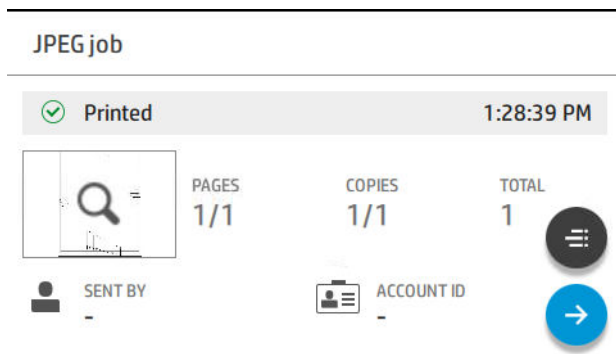 JPEG job
Printed 1:28:39 PM
PAGES COPIES TOTAL
1/1 1/1 1
SENT BY ACCOUNT ID
- -